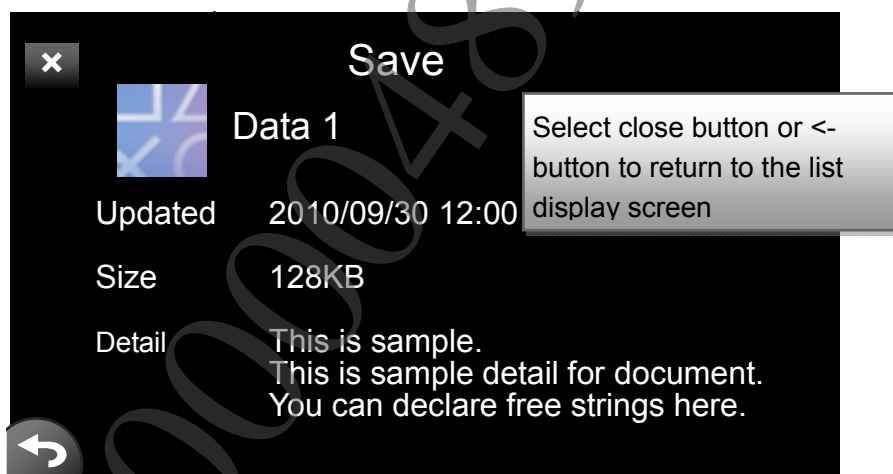 Save
Data 1
Select close button or <-
button to return to the list
display screen
Updated 2010/09/30 12:00
Size 128KB
Detail This is sample.
This is sample detail for document.
You can declare free strings here.